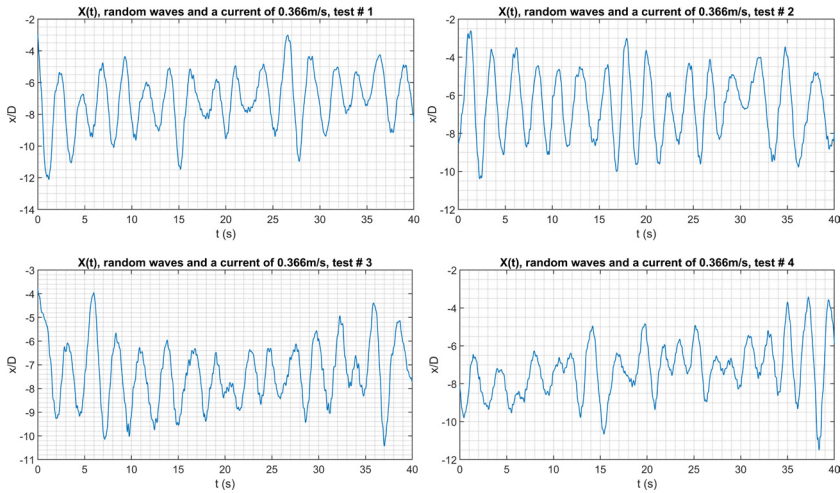 X(t), random waves and a current of 0.366m/s, test # 1
-2
-4
-6
-8
-10
-12
-14
x/D
0 5 10 15 20 25 30 35 40
t (s)
X(t), random waves and a current of 0.366m/s, test # 2
-2
-4
-6
-8
-10
-12
x/D
0 5 10 15 20 25 30 35 40
t (s)
X(t), random waves and a current of 0.366m/s, test # 3
-3
-4
-5
-6
-7
-8
-9
-10
-11
x/D
0 5 10 15 20 25 30 35 40
t (s)
X(t), random waves and a current of 0.366m/s, test # 4
-2
-4
-6
-8
-10
-12
x/D
0 5 10 15 20 25 30 35 40
t (s)